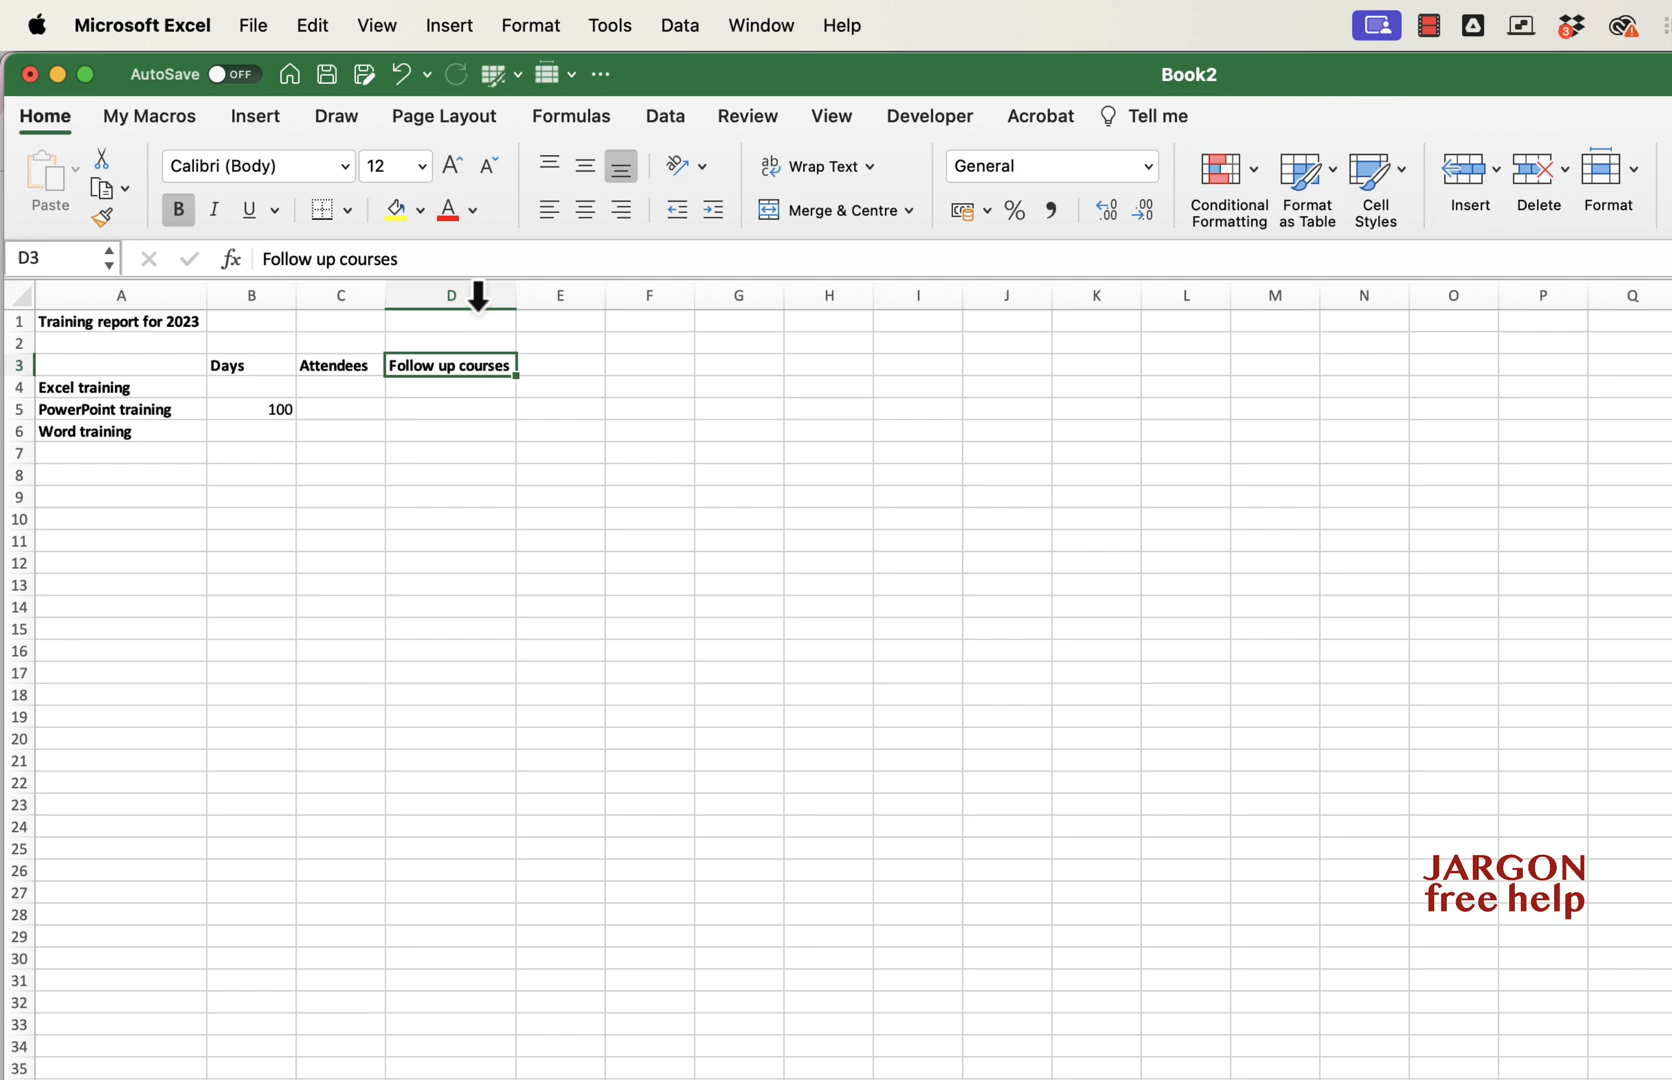 Microsoft Excel File Edit View Insert Format Tools Data Window Help
3
AutoSave OFF Book2
Home My Macros Insert Draw Page Layout Formulas Data Review View Developer Acrobat Tell me
Paste
Calibri (Body) 12
Wrap Text
General
Merge & Centre
Conditional Formatting
Format as Table
Cell Styles
Insert
Delete
Format
D3 fx Follow up courses
A B C D E F G H I J K L M N O P Q
1 Training report for 2023
2
3 Days Attendees Follow up courses
4 Excel training
5 PowerPoint training 100
6 Word training
7
8
9
10
11
12
13
14
15
16
17
18
19
20
21
22
23
24
25
26
27
28
29
30
31
32
33
34
35
JARGON
free help